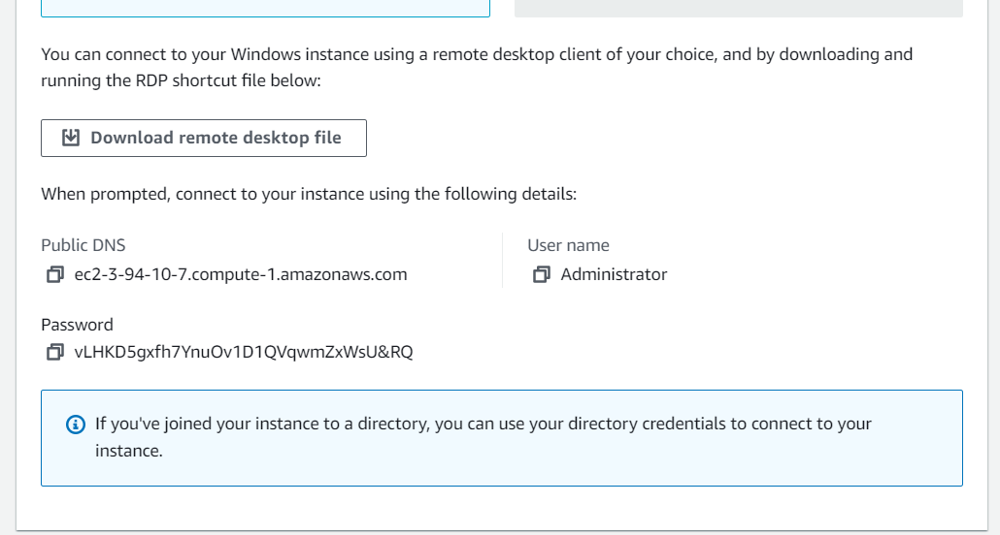 You can connect to your Windows instance using a remote desktop client of your choice, and by downloading and
running the RDP shortcut file below:
Download remote desktop file
When prompted, connect to your instance using the following details:
Public DNS
ec2-3-94-10-7.compute-1.amazonaws.com
User name
Administrator
Password
vLHKD5gxfh7YnuOv1D1QVqwmZxWsU&RQ
If you've joined your instance to a directory, you can use your directory credentials to connect to your
instance.